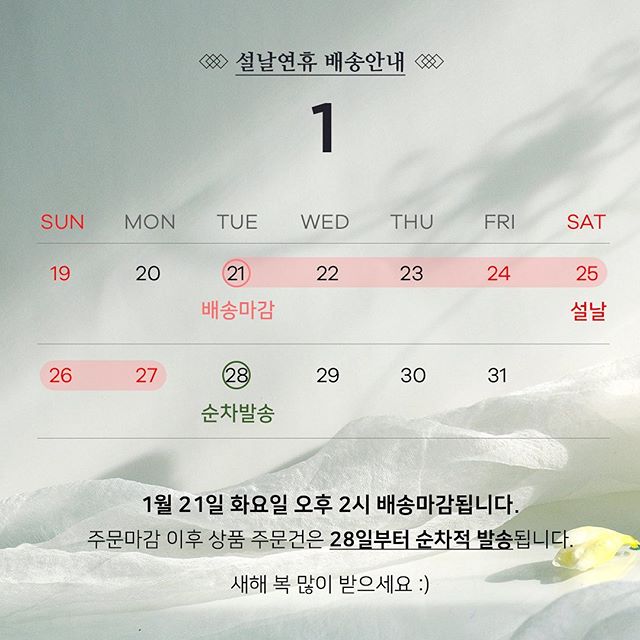 설날연휴 배송안내
1
SUN MON TUE WED THU FRI SAT
19 20 21 22 23 24 25
배송마감 설날
26 27 28 29 30 31
순차발송
1월 21일 화요일 오후 2시 배송마감됩니다.
주문마감 이후 상품 주문건은 28일부터 순차적 발송됩니다.
새해 복 많이 받으세요 :)